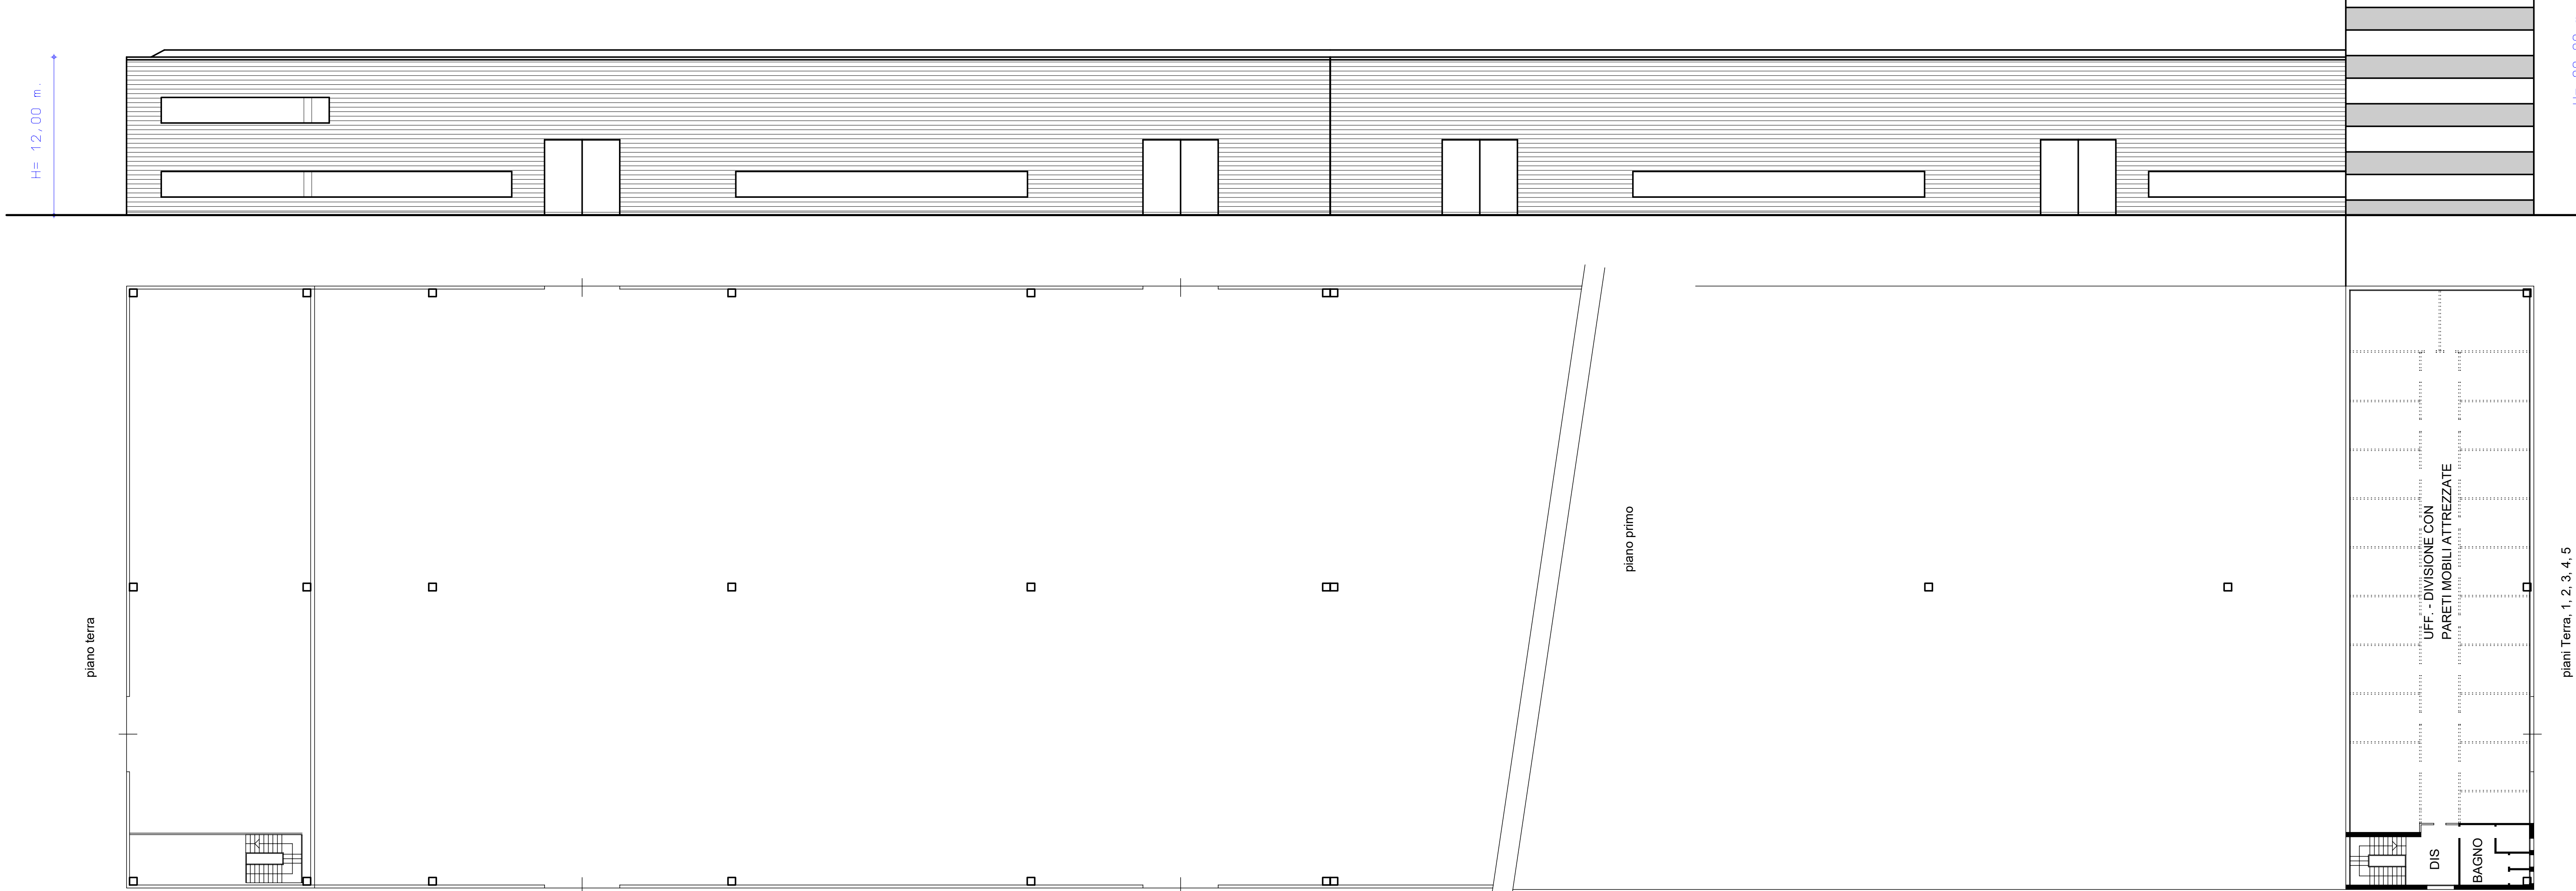 H= 12,00 m.
piano terra
piano primo
UFF. - DIVISIONE CON
PARETI MOBILI ATTREZZATE
DIS
BAGNO
piani Terra, 1, 2, 3, 4, 5